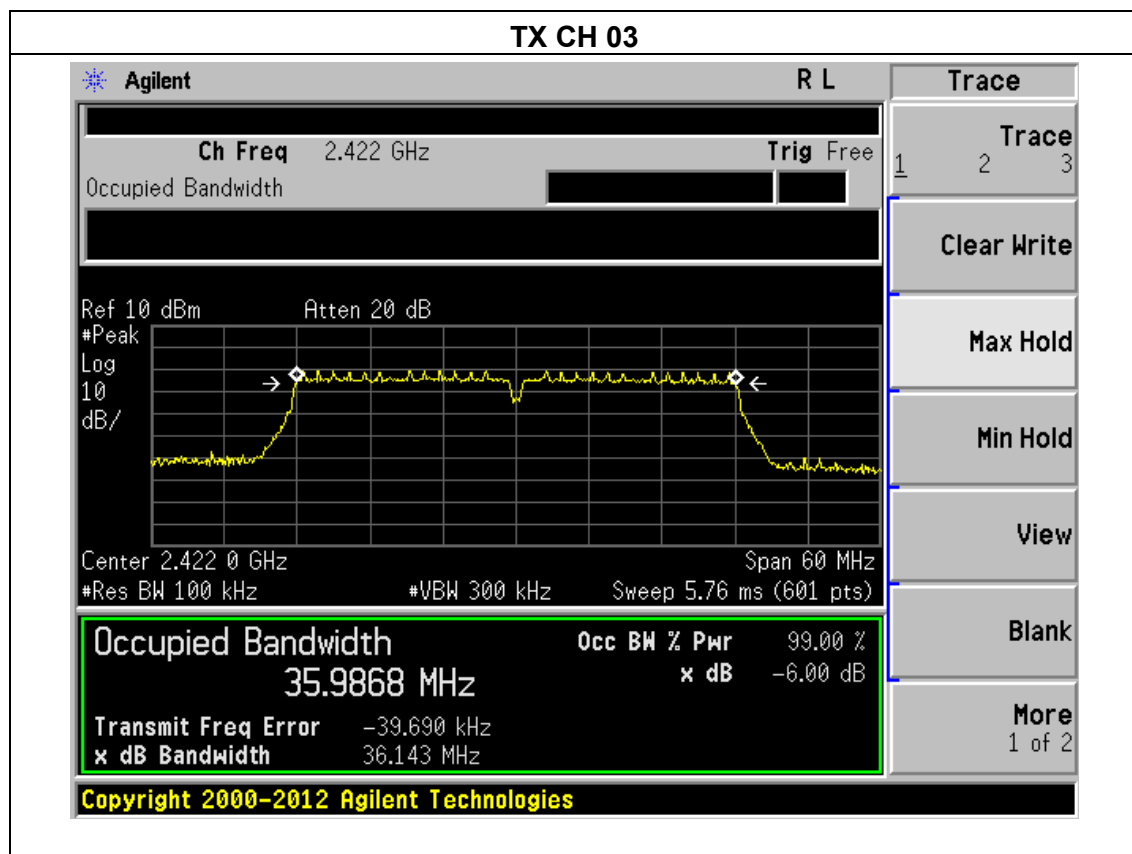 TX CH 03
Agilent R L Trace
Ch Freq 2.422 GHz Trig Free
Occupied Bandwidth
Trace
1 2 3
Clear Write
Max Hold
Min Hold
View
Blank
More
1 of 2
Ref 10 dBm Atten 20 dB
#Peak
Log
10
dB/
Center 2.422 0 GHz Span 60 MHz
#Res BW 100 kHz #VBW 300 kHz Sweep 5.76 ms (601 pts)
Occupied Bandwidth Occ BW % Pwr 99.00 %
35.9868 MHz x dB -6.00 dB
Transmit Freq Error -39.690 kHz
x dB Bandwidth 36.143 MHz
Copyright 2000-2012 Agilent Technologies